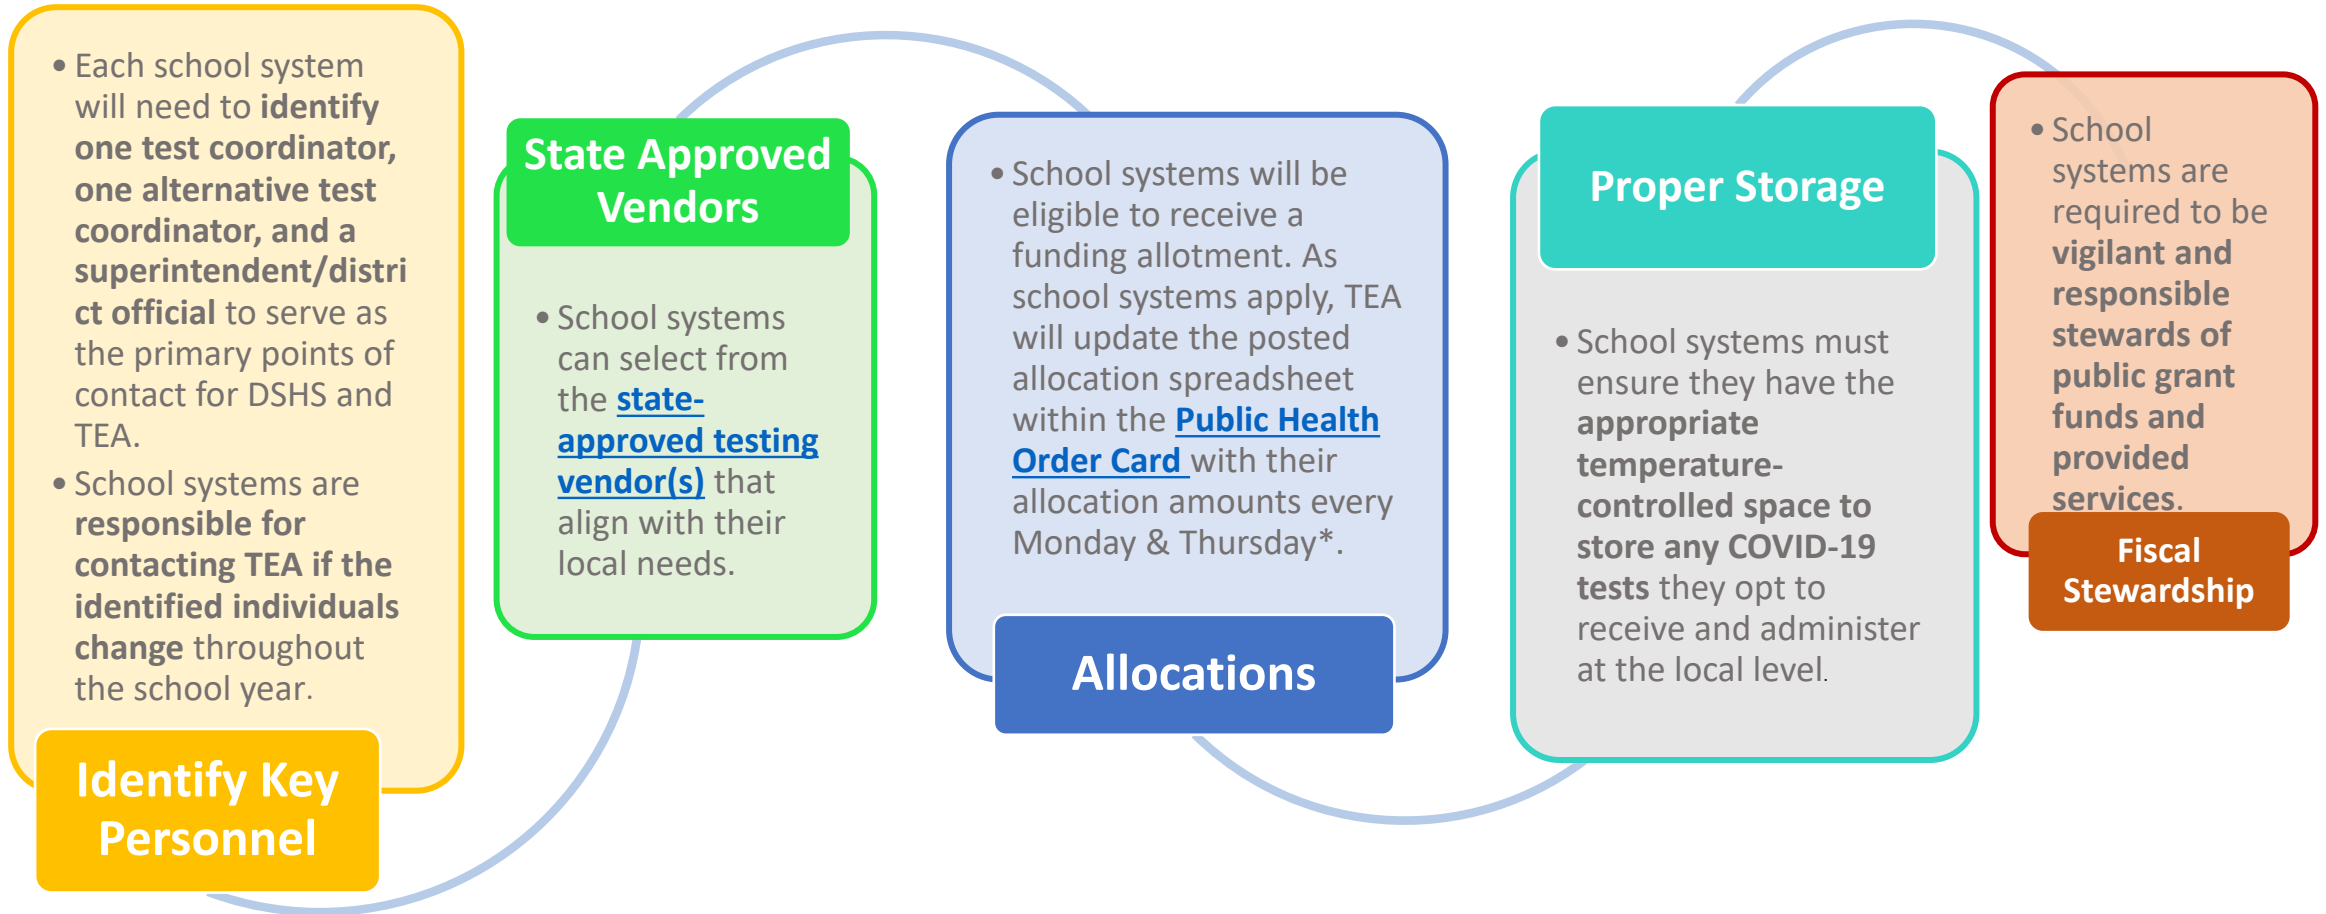 • Each school system
will need to identify
one test coordinator,
one alternative test
coordinator, and a
superintendent/distri
ct official to serve as
the primary points of
contact for DSHS and
TEA.
• School systems are
responsible for
contacting TEA if the
identified individuals
change throughout
the school year.
Identify Key
Personnel
State Approved
Vendors
• School systems
can select from
the state-
approved testing
vendor(s) that
align with their
local needs.
• School systems will be
eligible to receive a
funding allotment. As
school systems apply, TEA
will update the posted
allocation spreadsheet
within the Public Health
Order Card with their
allocation amounts every
Monday & Thursday*.
Allocations
Proper Storage
• School systems must
ensure they have the
appropriate
temperature-
controlled space to
store any COVID-19
tests they opt to
receive and administer
at the local level.
• School
systems are
required to be
vigilant and
responsible
stewards of
public grant
funds and
provided
services.
Fiscal
Stewardship